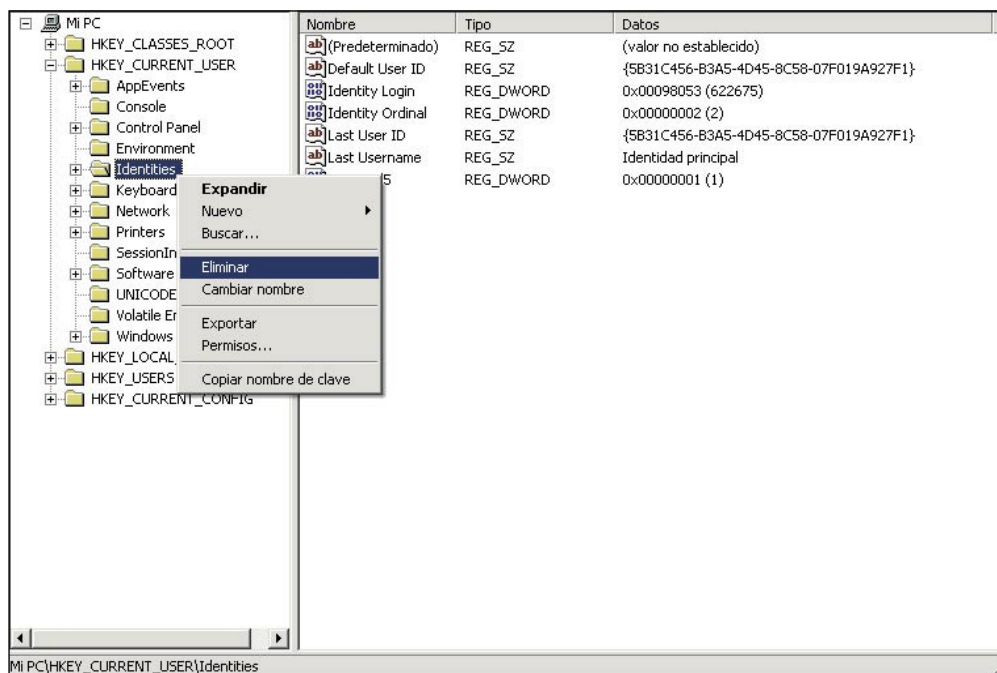 Mi PC
HKEY_CLASSES_ROOT
HKEY_CURRENT_USER
AppEvents
Console
Control Panel
Environment
Identities
Keyboard
Network
Printers
SessionIn
Software
UNICODE
Volatile Er
Windows
HKEY_LOCAL_
HKEY_USERS
HKEY_CURRENT_CONFIG
Expandir
Nuevo
Buscar...
Eliminar
Cambiar nombre
Exportar
Permisos...
Copiar nombre de clave
Nombre Tipo Datos
(Predeterminado) REG_SZ (valor no establecido)
Default User ID REG_SZ {5B31C456-B3A5-4D45-8C58-07F019A927F1}
Identity Login REG_DWORD 0x00098053 (622675)
Identity Ordinal REG_DWORD 0x00000002 (2)
Last User ID REG_SZ {5B31C456-B3A5-4D45-8C58-07F019A927F1}
Last Username REG_SZ Identidad principal
5 REG_DWORD 0x00000001 (1)
Mi PC\HKEY_CURRENT_USER\Identities